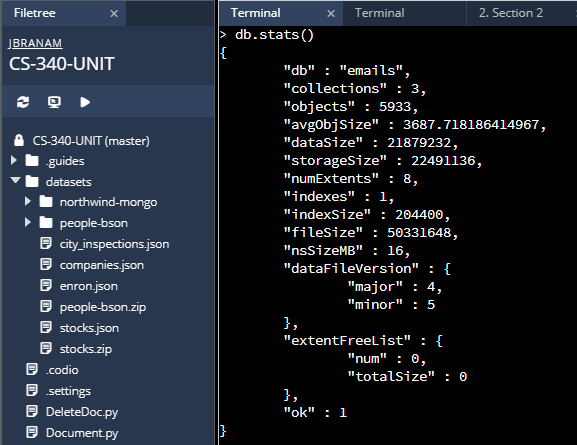 Filetree
JBRANAM
CS-340-UNIT
CS-340-UNIT (master)
.guides
datasets
northwind-mongo
people-bson
city_inspections.json
companies.json
enron.json
people-bson.zip
stocks.json
stocks.zip
.codio
.settings
DeleteDoc.py
Document.py
Terminal
Terminal
2. Section 2
> db.stats()
{
"db" : "emails",
"collections" : 3,
"objects" : 5933,
"avgObjSize" : 3687.718186414967,
"dataSize" : 21879232,
"storageSize" : 22491136,
"numExtents" : 8,
"indexes" : 1,
"indexSize" : 204400,
"fileSize" : 50331648,
"nsSizeMB" : 16,
"dataFileVersion" : {
"major" : 4,
"minor" : 5
},
"extentFreeList" : {
"num" : 0,
"totalSize" : 0
},
"ok" : 1
}